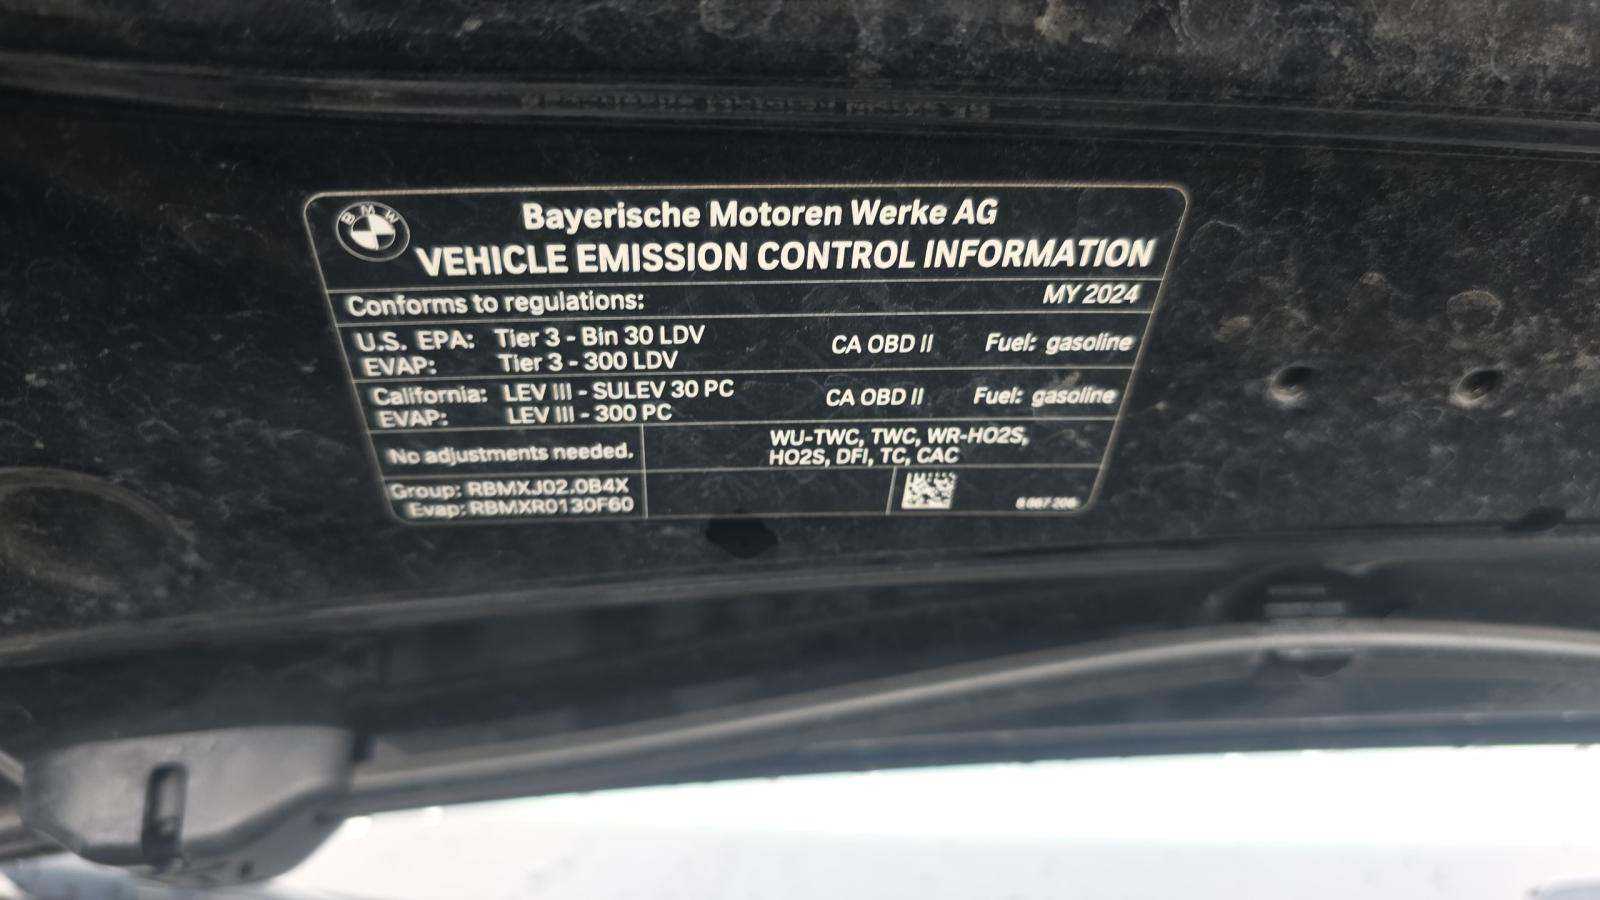 BMW
Bayerische Motoren Werke AG
VEHICLE EMISSION CONTROL INFORMATION
Conforms to regulations: MY 2024
U.S. EPA: Tier 3 - Bin 30 LDV CA OBD II Fuel: gasoline
EVAP: Tier 3 - 300 LDV
California: LEV III - SULEV 30 PC CA OBD II Fuel: gasoline
EVAP: LEV III - 300 PC
No adjustments needed. WU-TWC, TWC, WR-HO2S,
HO2S, DFI, TC, CAC
Group: RBMXJ02.0B4X
Evap: RBMXR0130F60